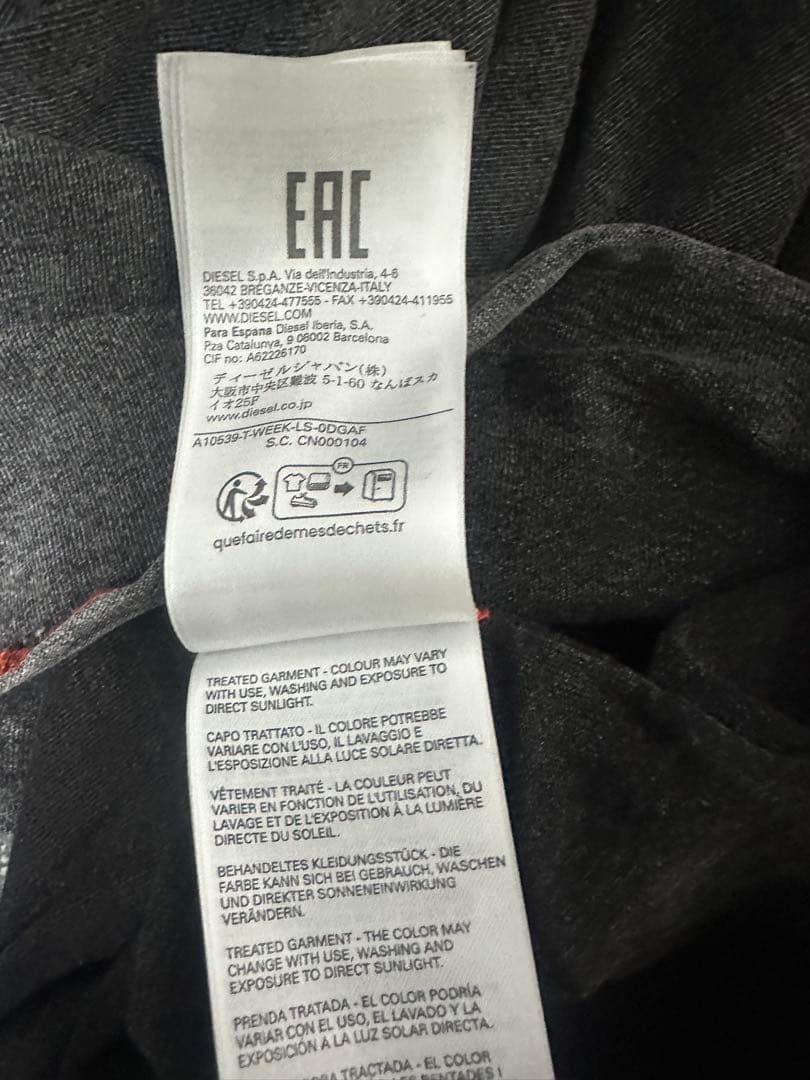 EAC
DIESEL S.p.A. Via dell'Industria, 4-6
36042 BREGANZE-VICENZA-ITALY
TEL +390424-477555 - FAX +390424-411955
WWW.DIESEL.COM
Para Espana Diesel Iberia, S.A.
Pza Catalunya, 9 08002 Barcelona
CIF no: A62226170
ディーゼルジャパン(株)
大阪市中央区難波 5-1-60 なんばスカ
イオ25F
www.diesel.co.jp
A10539-T-WEEK-LS-0DGAF
S.C. CN000104
FR
quefairedemesdechets.fr
TREATED GARMENT - COLOUR MAY VARY
WITH USE, WASHING AND EXPOSURE TO
DIRECT SUNLIGHT.
CAPO TRATTATO - IL COLORE POTREBBE
VARIARE CON L'USO, IL LAVAGGIO E
L'ESPOSIZIONE ALLA LUCE SOLARE DIRETTA.
VÊTEMENT TRAITÉ - LA COULEUR PEUT
VARIER EN FONCTION DE L'UTILISATION, DU
LAVAGE ET DE L'EXPOSITION À LA LUMIÈRE
DIRECTE DU SOLEIL.
BEHANDELTES KLEIDUNGSSTÜCK - DIE
FARBE KANN SICH BEI GEBRAUCH, WASCHEN
UND DIREKTER SONNENEINWIRKUNG
VERÄNDERN.
TREATED GARMENT - THE COLOR MAY
CHANGE WITH USE, WASHING AND
EXPOSURE TO DIRECT SUNLIGHT.
PRENDA TRATADA - EL COLOR PODRÍA
VARIAR CON EL USO, EL LAVADO Y LA
EXPOSICIÓN A LA LUZ SOLAR DIRECTA.
TRACTADA - EL COLOR